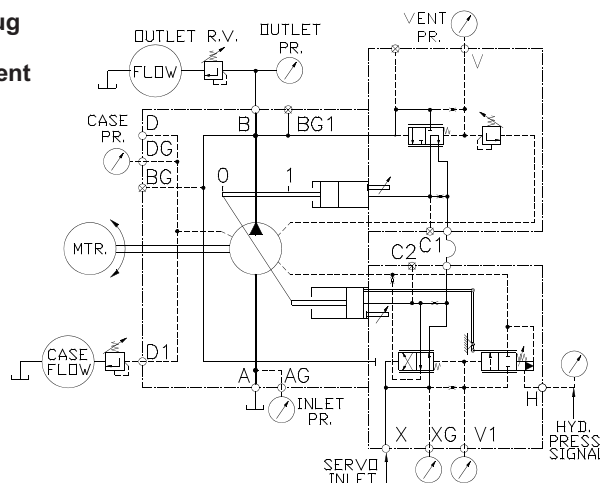 ug
ent
OUTLET R.V.
OUTLET
PR.
VENT
PR.
V
FLOW
CASE
PR.
D
DG
BG
B
BG1
0
1
MTR.
C2
C1
CASE
FLOW
D1
A
AG
INLET
PR.
X
XG
V1
H
HYD.
PRESS
SIGNAL
SERVO
INLET